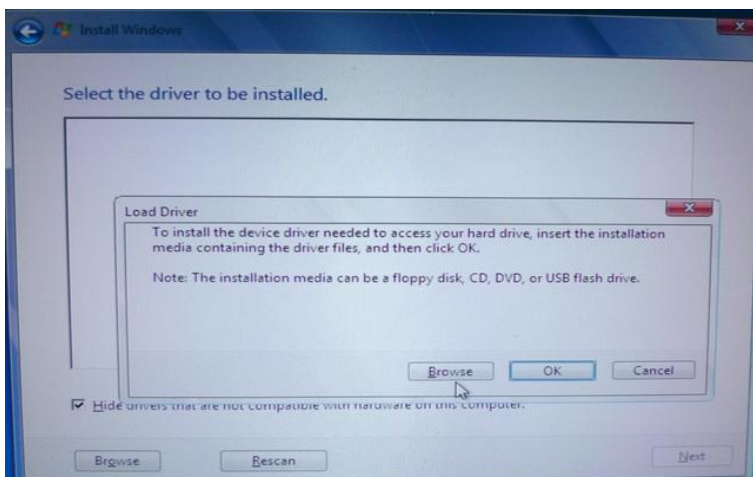 Install Windows
Select the driver to be installed.
Load Driver
To install the device driver needed to access your hard drive, insert the installation
media containing the driver files, and then click OK.
Note: The installation media can be a floppy disk, CD, DVD, or USB flash drive.
Browse OK Cancel
Hide drivers that are not compatible with hardware on this computer.
Browse Rescan Next